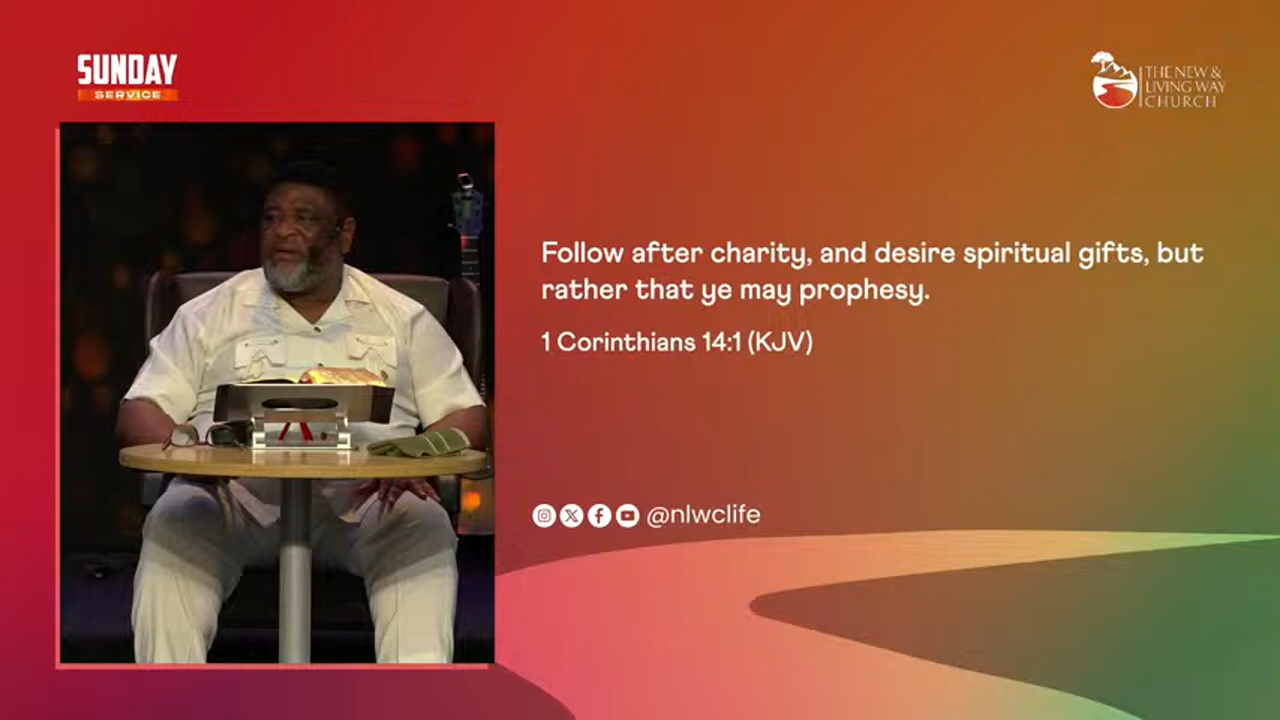 SUNDAY
SERVICE
THE NEW &
LIVING WAY
CHURCH
Follow after charity, and desire spiritual gifts, but
rather that ye may prophesy.
1 Corinthians 14:1 (KJV)
@nlwclife